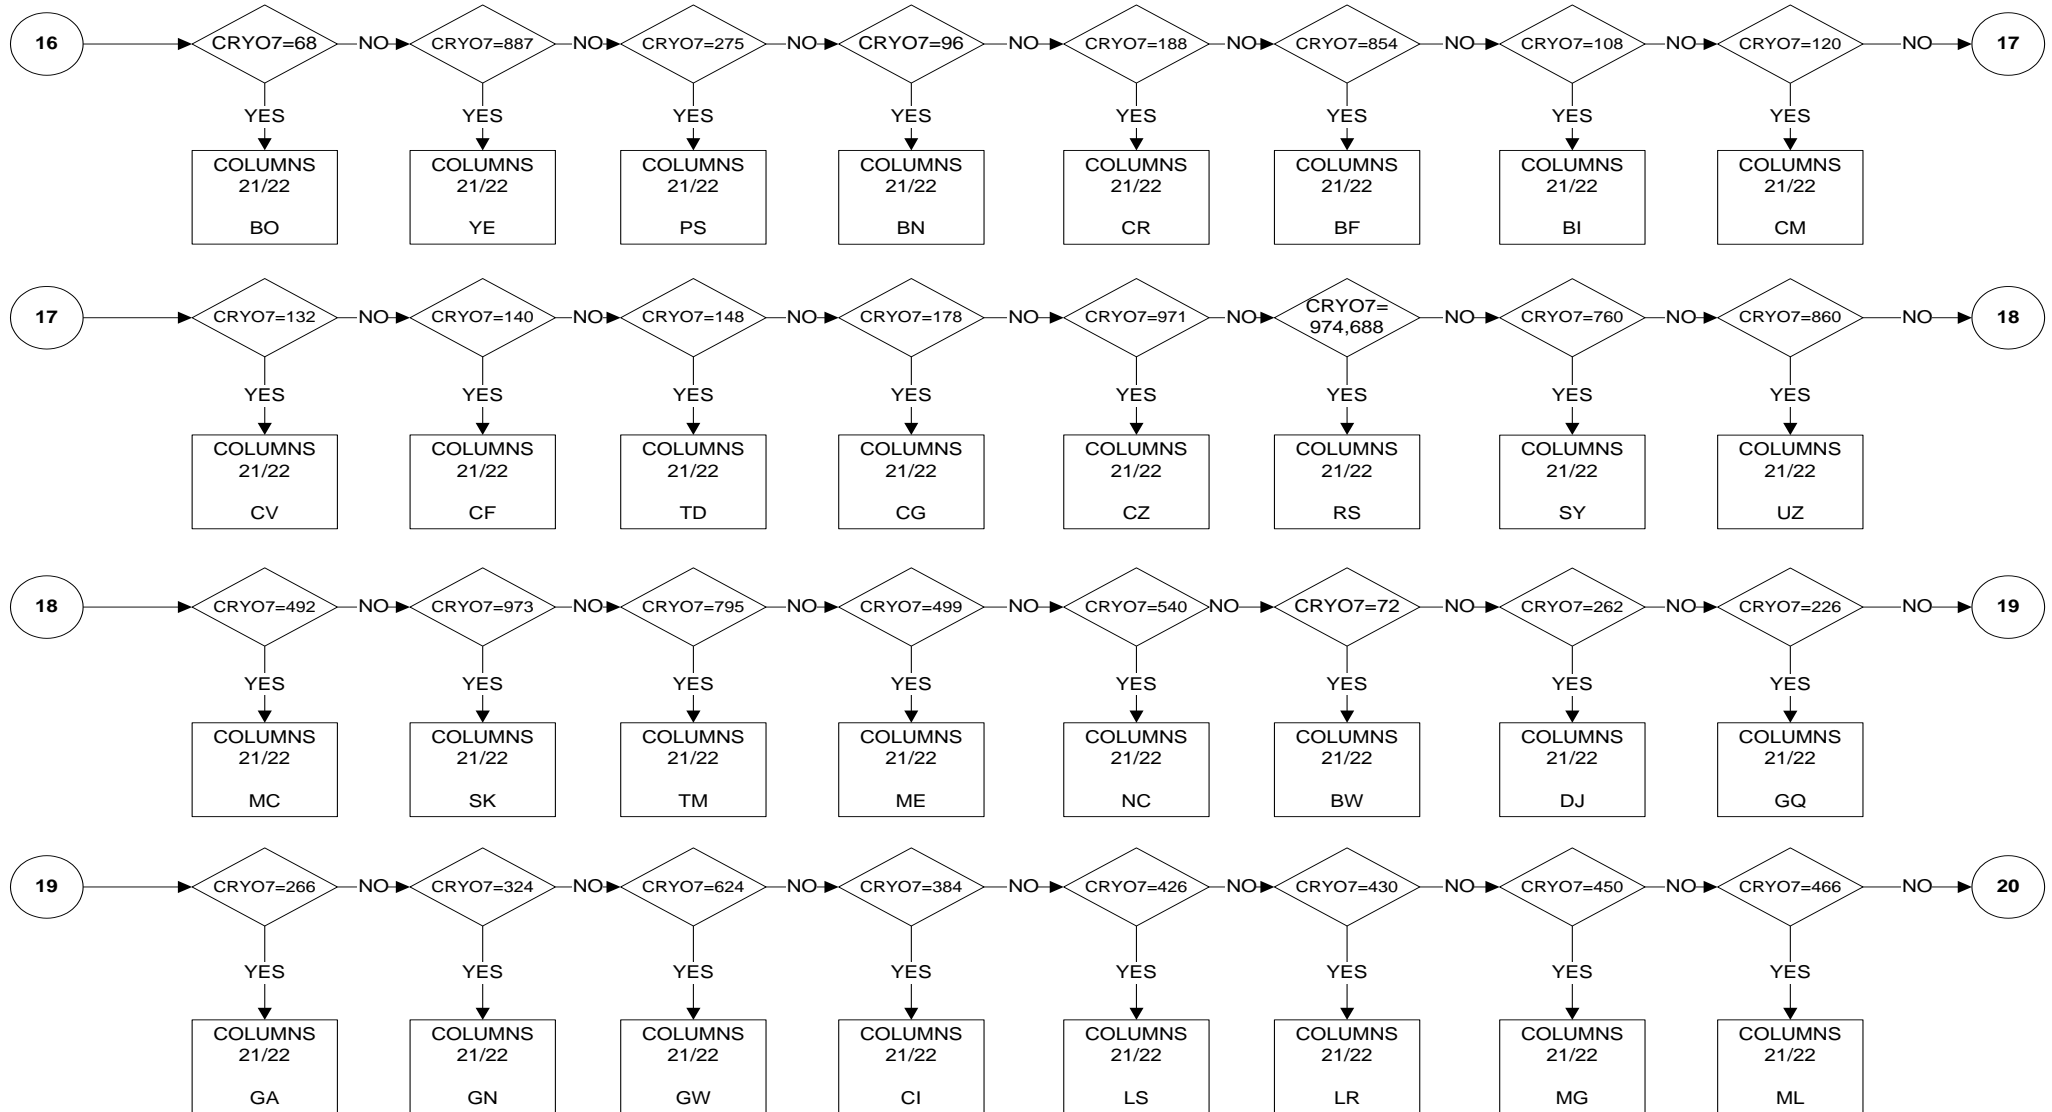 16
CRYO7=68
NO
CRYO7=887
NO
CRYO7=275
NO
CRYO7=96
NO
CRYO7=188
NO
CRYO7=854
NO
CRYO7=108
NO
CRYO7=120
NO
17
YES
YES
YES
YES
YES
YES
YES
YES
COLUMNS
21/22
BO
COLUMNS
21/22
YE
COLUMNS
21/22
PS
COLUMNS
21/22
BN
COLUMNS
21/22
CR
COLUMNS
21/22
BF
COLUMNS
21/22
BI
COLUMNS
21/22
CM
17
CRYO7=132
NO
CRYO7=140
NO
CRYO7=148
NO
CRYO7=178
NO
CRYO7=971
NO
CRYO7=
974,688
NO
CRYO7=760
NO
CRYO7=860
NO
18
YES
YES
YES
YES
YES
YES
YES
YES
COLUMNS
21/22
CV
COLUMNS
21/22
CF
COLUMNS
21/22
TD
COLUMNS
21/22
CG
COLUMNS
21/22
CZ
COLUMNS
21/22
RS
COLUMNS
21/22
SY
COLUMNS
21/22
UZ
18
CRYO7=492
NO
CRYO7=973
NO
CRYO7=795
NO
CRYO7=499
NO
CRYO7=540
NO
CRYO7=72
NO
CRYO7=262
NO
CRYO7=226
NO
19
YES
YES
YES
YES
YES
YES
YES
YES
COLUMNS
21/22
MC
COLUMNS
21/22
SK
COLUMNS
21/22
TM
COLUMNS
21/22
ME
COLUMNS
21/22
NC
COLUMNS
21/22
BW
COLUMNS
21/22
DJ
COLUMNS
21/22
GQ
19
CRYO7=266
NO
CRYO7=324
NO
CRYO7=624
NO
CRYO7=384
NO
CRYO7=426
NO
CRYO7=430
NO
CRYO7=450
NO
CRYO7=466
NO
20
YES
YES
YES
YES
YES
YES
YES
YES
COLUMNS
21/22
GA
COLUMNS
21/22
GN
COLUMNS
21/22
GW
COLUMNS
21/22
CI
COLUMNS
21/22
LS
COLUMNS
21/22
LR
COLUMNS
21/22
MG
COLUMNS
21/22
ML